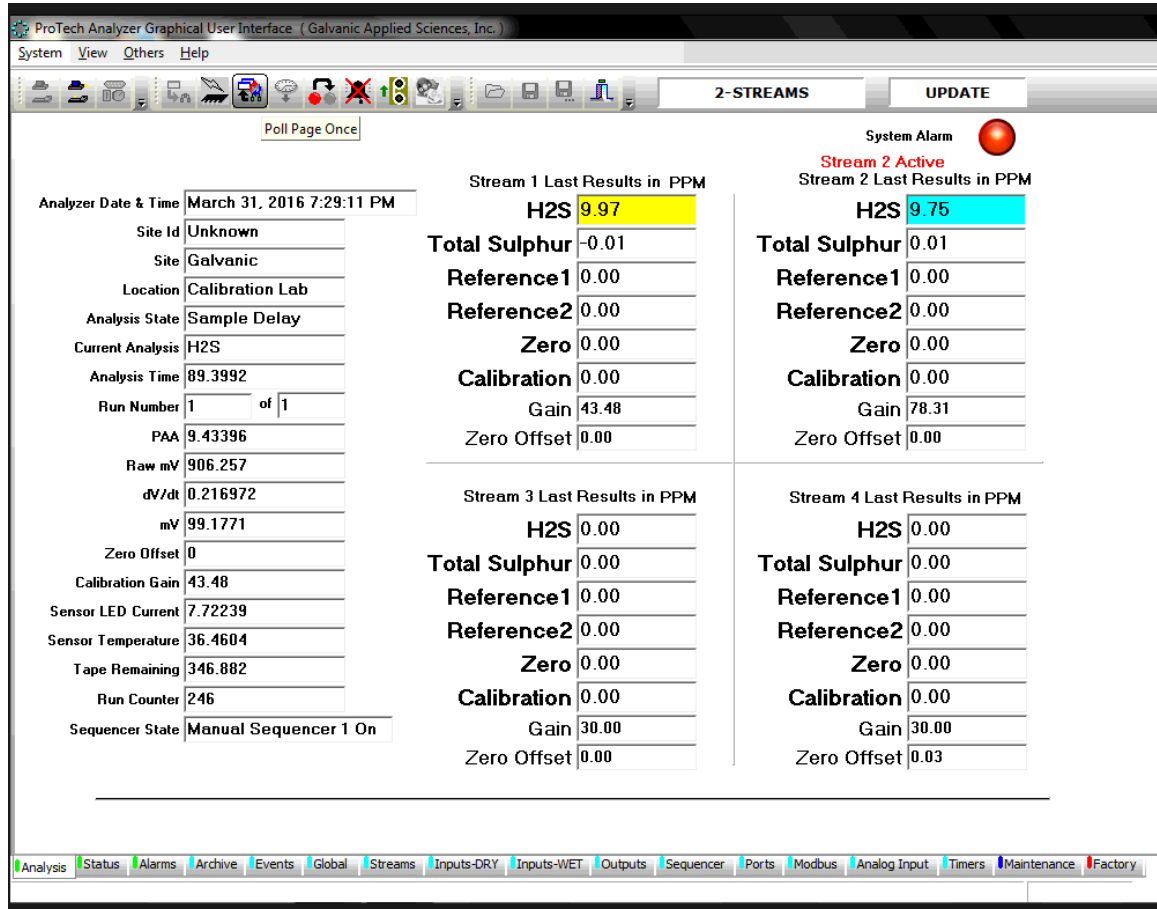 ProTech Analyzer Graphical User Interface ( Galvanic Applied Sciences, Inc. )
System View Others Help
2-STREAMS UPDATE
Poll Page Once
System Alarm
Stream 2 Active
Analyzer Date & Time March 31, 2016 7:29:11 PM
Site Id Unknown
Site Galvanic
Location Calibration Lab
Analysis State Sample Delay
Current Analysis H2S
Analysis Time 89.3992
Run Number 1 of 1
PAA 9.43396
Raw mV 906.257
dV/dt 0.216972
mV 99.1771
Zero Offset 0
Calibration Gain 43.48
Sensor LED Current 7.72239
Sensor Temperature 36.4604
Tape Remaining 346.882
Run Counter 246
Sequencer State Manual Sequencer 1 On
Stream 1 Last Results in PPM
H2S 9.97
Total Sulphur -0.01
Reference1 0.00
Reference2 0.00
Zero 0.00
Calibration 0.00
Gain 43.48
Zero Offset 0.00
Stream 2 Last Results in PPM
H2S 9.75
Total Sulphur 0.01
Reference1 0.00
Reference2 0.00
Zero 0.00
Calibration 0.00
Gain 78.31
Zero Offset 0.00
Stream 3 Last Results in PPM
H2S 0.00
Total Sulphur 0.00
Reference1 0.00
Reference2 0.00
Zero 0.00
Calibration 0.00
Gain 30.00
Zero Offset 0.00
Stream 4 Last Results in PPM
H2S 0.00
Total Sulphur 0.00
Reference1 0.00
Reference2 0.00
Zero 0.00
Calibration 0.00
Gain 30.00
Zero Offset 0.03
Analysis Status Alarms Archive Events Global Streams Inputs-DRY Inputs-WET Outputs Sequencer Ports Modbus Analog Input Timers Maintenance Factory